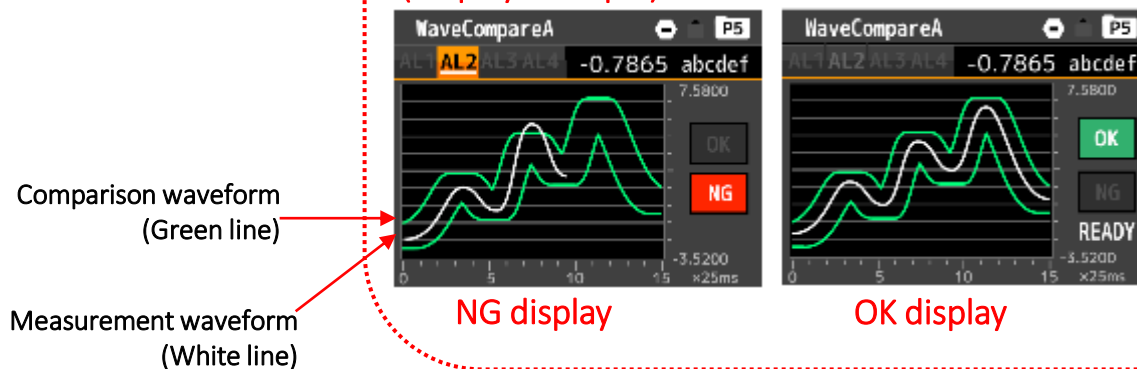 WaveCompareA P5
AL1 AL2 AL3 AL4 -0.7865 abcdef
7.5800
OK
NG
-3.5200
0 5 10 15 ×25ms
NG display
WaveCompareA P5
AL1 AL2 AL3 AL4 -0.7865 abcdef
7.5800
OK
NG
READY
-3.5200
0 5 10 15 ×25ms
OK display
Comparison waveform
(Green line)
Measurement waveform
(White line)